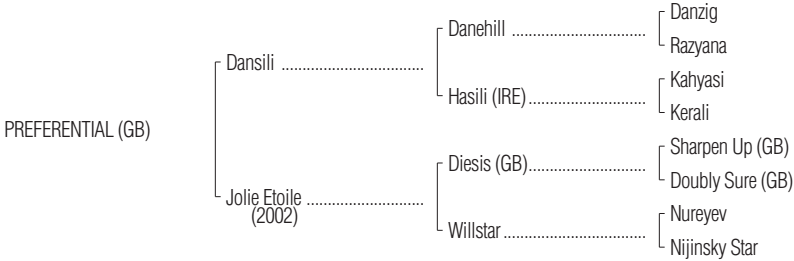 Danzig
Danehill ................................
Razyana
Dansili ..................................
Kahyasi
Hasili (IRE)............................
Kerali
PREFERENTIAL (GB)
Sharpen Up (GB)
Diesis (GB)............................
Doubly Sure (GB)
Jolie Etoile ............................
(2002)
Nureyev
Willstar ..................................
Nijinsky Star